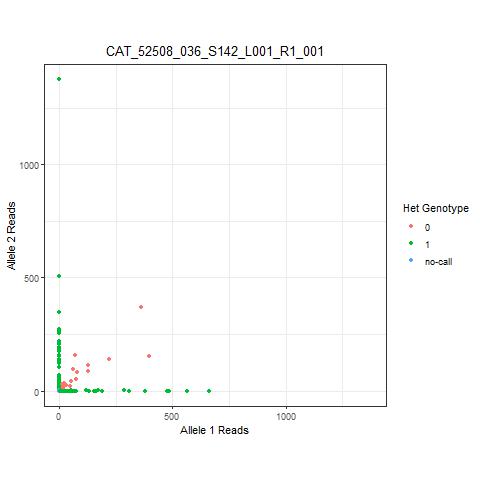 CAT_52508_036_S142_L001_R1_001
Allele 2 Reads
1000
500
0
0
500
1000
Allele 1 Reads
Het Genotype
0
1
no-call